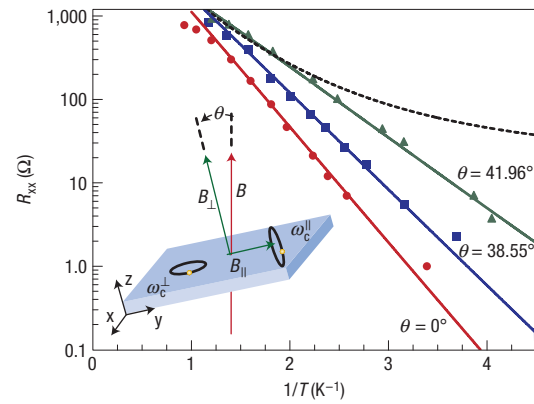 1,000
100
10
1.0
0.1
R_xx (Ω)
0
1
2
3
4
1/T (K⁻¹)
θ
B_⊥
B
B_∥
ω_c^∥
ω_c^⊥
z
x
y
θ = 41.96°
θ = 38.55°
θ = 0°